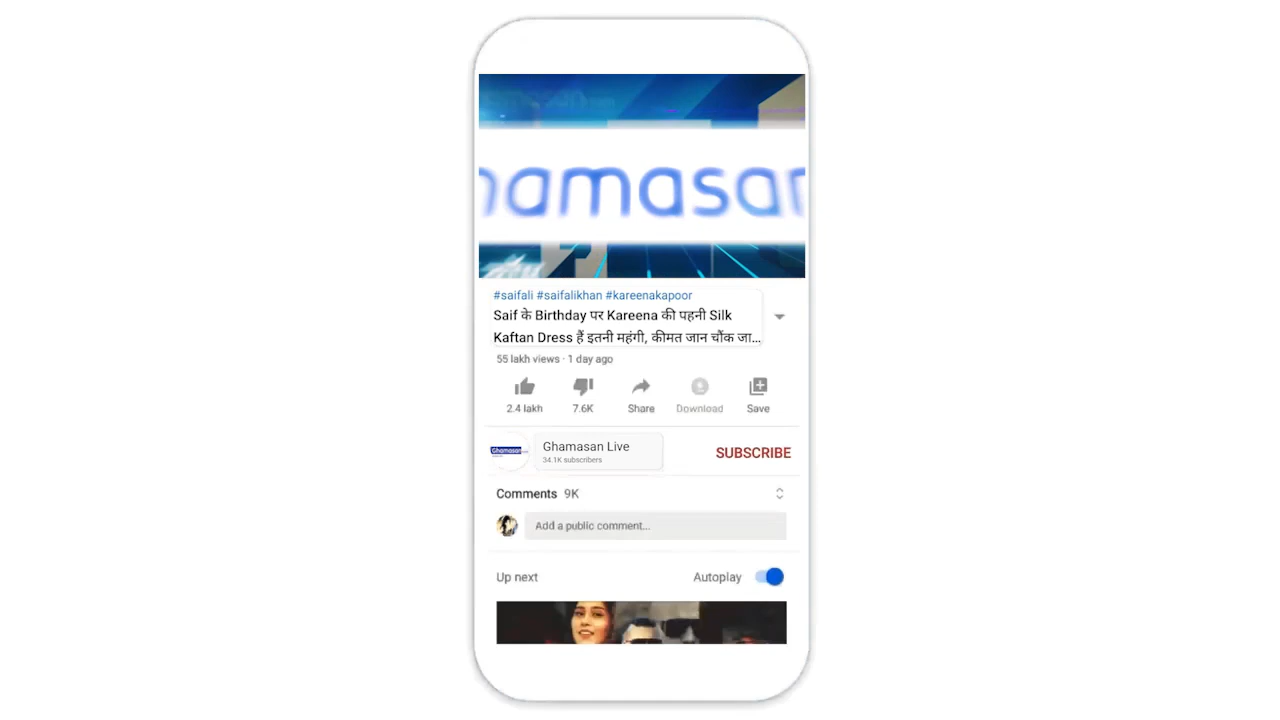 hamasan
#saifali #saifalikhan #kareenakapoor
Saif के Birthday पर Kareena की पहनी Silk
Kaftan Dress हैं इतनी महंगी, कीमत जान चौंक जा...
55 lakh views · 1 day ago
2.4 lakh 7.6K Share Download Save
Ghamasan Live
34.1K subscribers
SUBSCRIBE
Ghamasan
Comments 9K
Add a public comment...
Up next Autoplay